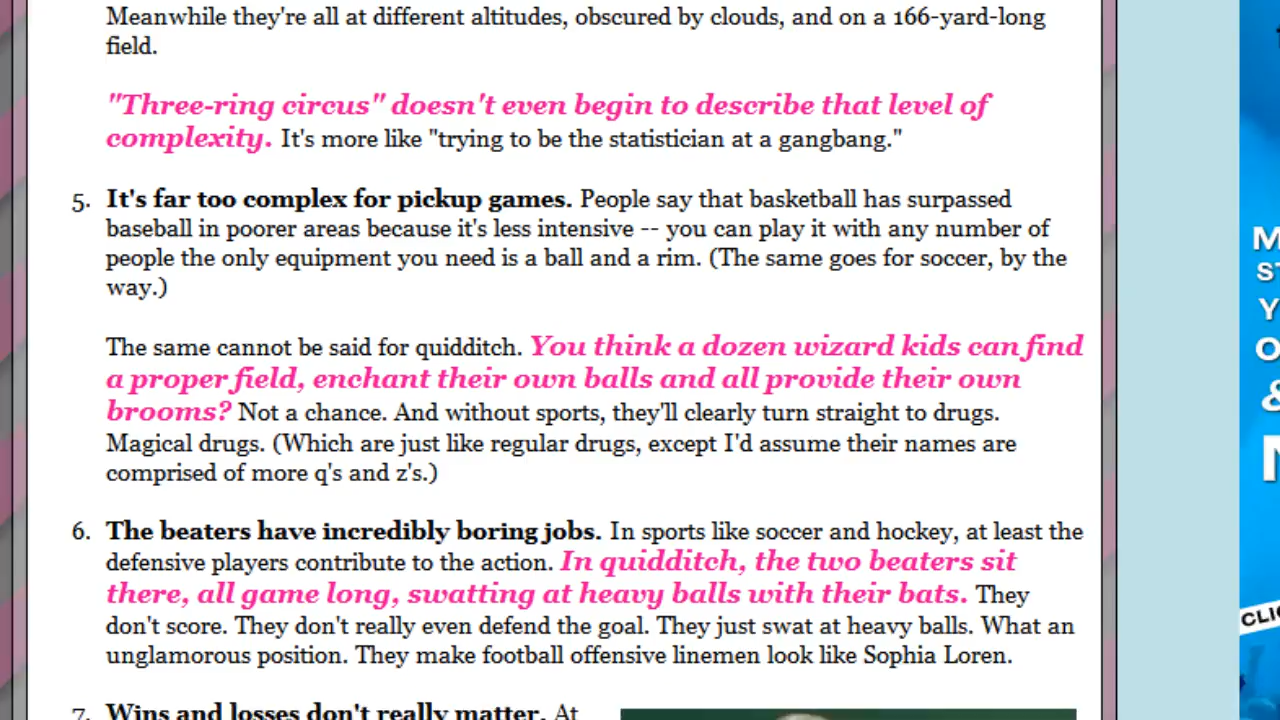 Meanwhile they're all at different altitudes, obscured by clouds, and on a 166-yard-long
field.
"Three-ring circus" doesn't even begin to describe that level of
complexity. It's more like "trying to be the statistician at a gangbang."
5. It's far too complex for pickup games. People say that basketball has surpassed
baseball in poorer areas because it's less intensive -- you can play it with any number of
people the only equipment you need is a ball and a rim. (The same goes for soccer, by the
way.)
The same cannot be said for quidditch. You think a dozen wizard kids can find
a proper field, enchant their own balls and all provide their own
brooms? Not a chance. And without sports, they'll clearly turn straight to drugs.
Magical drugs. (Which are just like regular drugs, except I'd assume their names are
comprised of more q's and z's.)
6. The beaters have incredibly boring jobs. In sports like soccer and hockey, at least the
defensive players contribute to the action. In quidditch, the two beaters sit
there, all game long, swatting at heavy balls with their bats. They
don't score. They don't really even defend the goal. They just swat at heavy balls. What an
unglamorous position. They make football offensive linemen look like Sophia Loren.
7. Wins and losses don't really matter. At